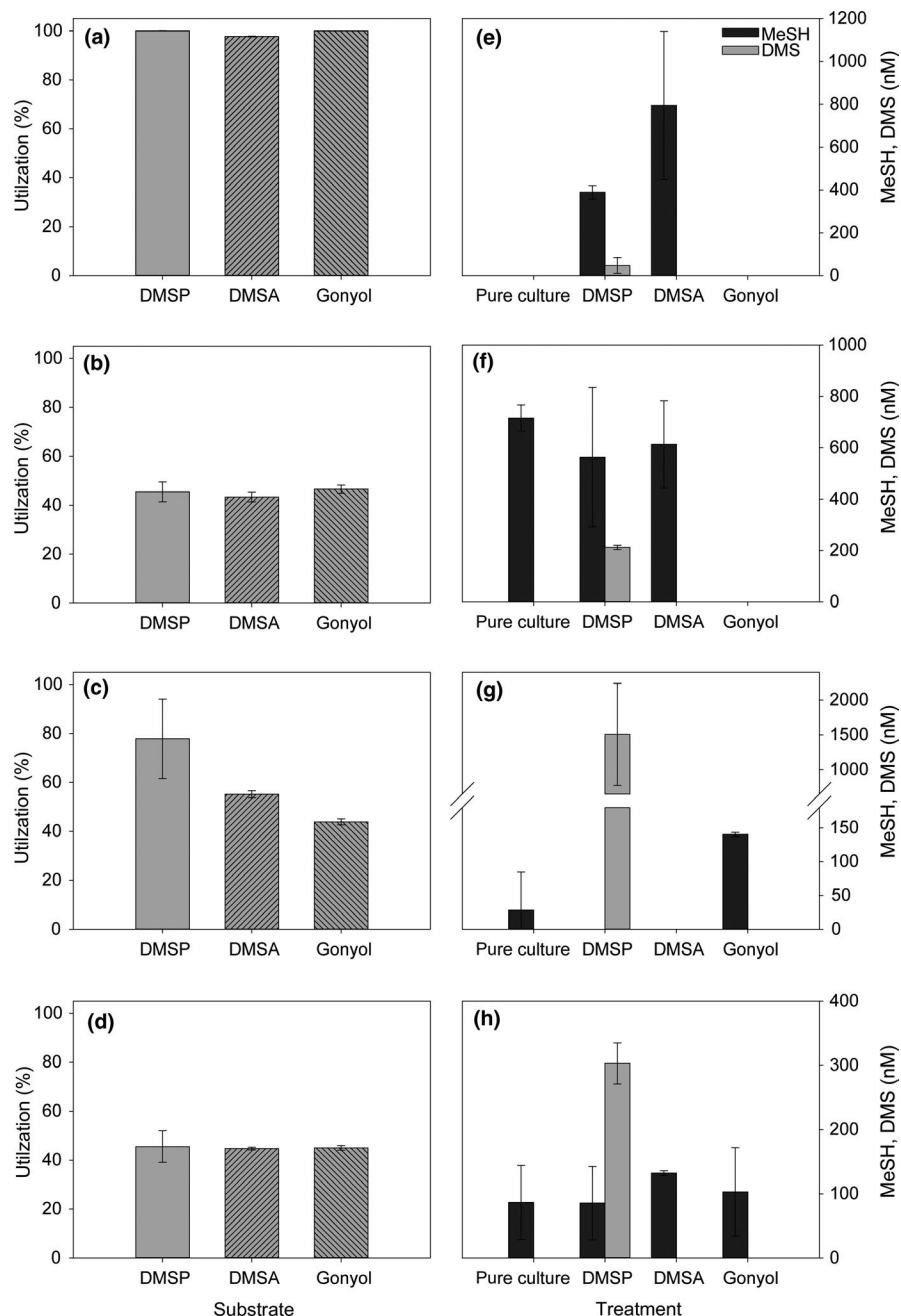 (a)
Utilzation (%)
100
80
60
40
20
0
DMSP DMSA Gonyol
(e)
MeSH
DMS
1200
1000
800
600
400
200
0
MeSH, DMS (nM)
Pure culture DMSP DMSA Gonyol
(b)
Utilzation (%)
100
80
60
40
20
0
DMSP DMSA Gonyol
(f)
1000
800
600
400
200
0
MeSH, DMS (nM)
Pure culture DMSP DMSA Gonyol
(c)
Utilzation (%)
100
80
60
40
20
0
DMSP DMSA Gonyol
(g)
2000
1500
1000
150
100
50
0
MeSH, DMS (nM)
Pure culture DMSP DMSA Gonyol
(d)
Utilzation (%)
100
80
60
40
20
0
DMSP DMSA Gonyol
Substrate
(h)
400
300
200
100
0
MeSH, DMS (nM)
Pure culture DMSP DMSA Gonyol
Treatment